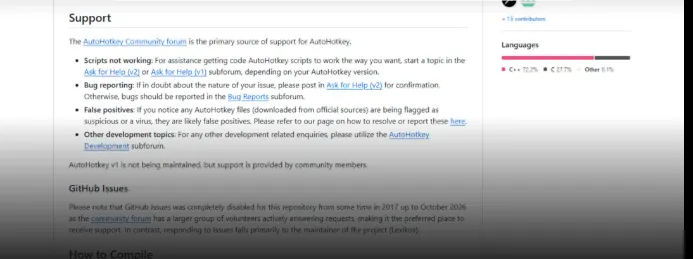 Support
+ 15 contributors
The AutoHotkey Community forum is the primary source of support for AutoHotkey.
Languages
C++ 72.2% C 27.7% Other 0.1%
• Scripts not working: For assistance getting code AutoHotkey scripts to work the way you want, start a topic in the
Ask for Help (v2) or Ask for Help (v1) subforum, depending on your AutoHotkey version.
• Bug reporting: If in doubt about the nature of your issue, please post in Ask for Help (v2) for confirmation.
Otherwise, bugs should be reported in the Bug Reports subforum.
• False positives: If you notice any AutoHotkey files (downloaded from official sources) are being flagged as
suspicious or a virus, they are likely false positives. Please refer to our page on how to resolve or report these here.
• Other development topics: For any other development related enquiries, please utilize the AutoHotkey
Development subforum.
AutoHotkey v1 is not being maintained, but support is provided by community members.
GitHub Issues
Please note that GitHub Issues was completely disabled for this repository from some time in 2017 up to October 2026
as the community forum has a larger group of volunteers actively answering requests, making it the preferred place to
receive support. In contrast, responding to Issues falls primarily to the maintainer of the project (Lexikos).
How to Compile